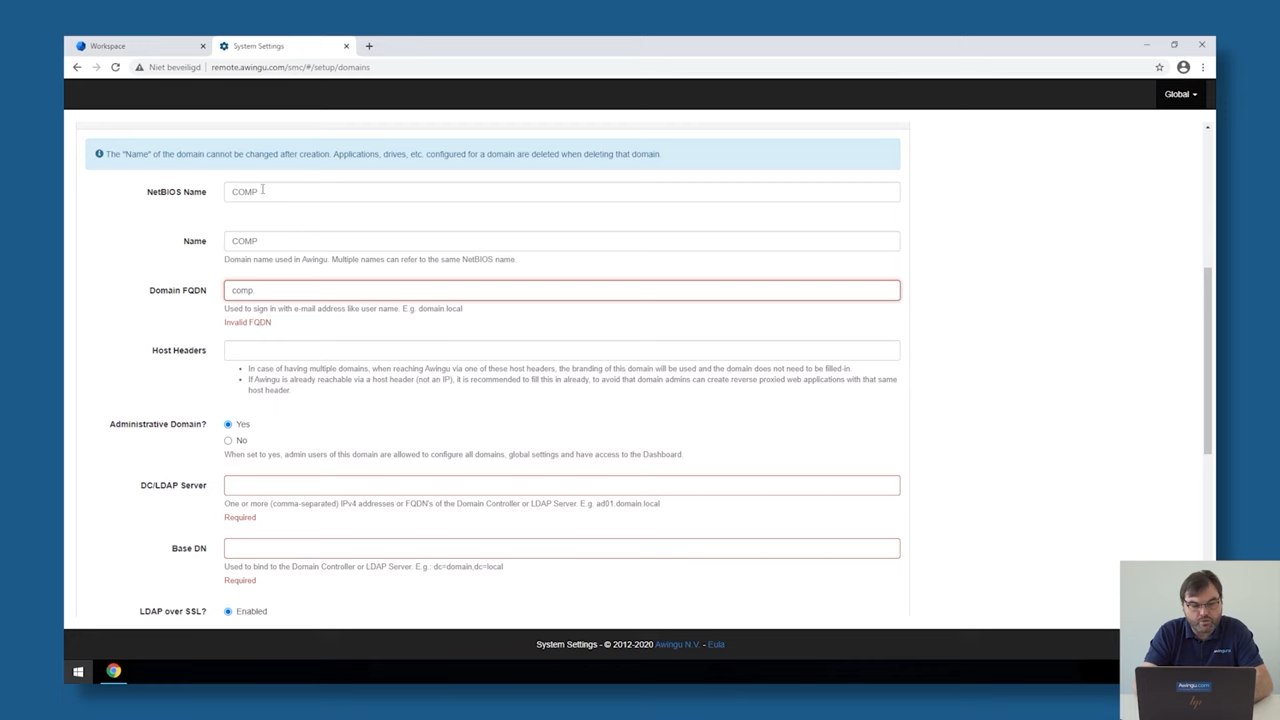 Workspace
System Settings
Niet beveiligd
remote.awingu.com/smc/#/setup/domains
Global
The "Name" of the domain cannot be changed after creation. Applications, drives, etc. configured for a domain are deleted when deleting that domain.
NetBIOS Name
COMP
Name
COMP
Domain name used in Awingu. Multiple names can refer to the same NetBIOS name.
Domain FQDN
comp.
Used to sign in with e-mail address like user name. E.g. domain.local
Invalid FQDN
Host Headers
In case of having multiple domains, when reaching Awingu via one of these host headers, the branding of this domain will be used and the domain does not need to be filled-in.
If Awingu is already reachable via a host header (not an IP), it is recommended to fill this in already, to avoid that domain admins can create reverse proxied web applications with that same
host header.
Administrative Domain?
Yes
No
When set to yes, admin users of this domain are allowed to configure all domains, global settings and have access to the Dashboard.
DC/LDAP Server
One or more (comma-separated) IPv4 addresses or FQDN's of the Domain Controller or LDAP Server. E.g. ad01.domain.local
Required
Base DN
Used to bind to the Domain Controller or LDAP Server. E.g.: dc=domain,dc=local
Required
LDAP over SSL?
Enabled
System Settings - © 2012-2020 Awingu N.V. - Eula
Awingu.com
hp